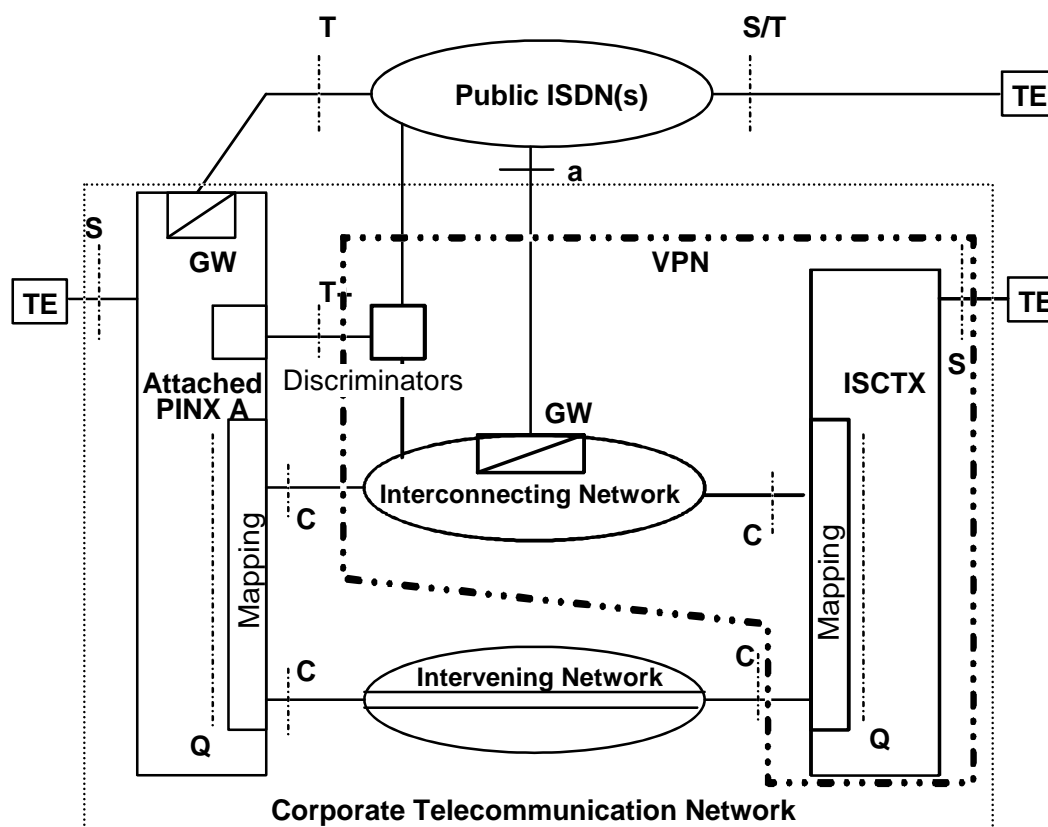 T
S/T
Public ISDN(s)
TE
a
S
GW
VPN
TE
T
TE
S
Discriminators
Attached
PINX A
ISCTX
GW
Interconnecting Network
C
C
Mapping
Mapping
C
Intervening Network
C
Q
Q
Corporate Telecommunication Network